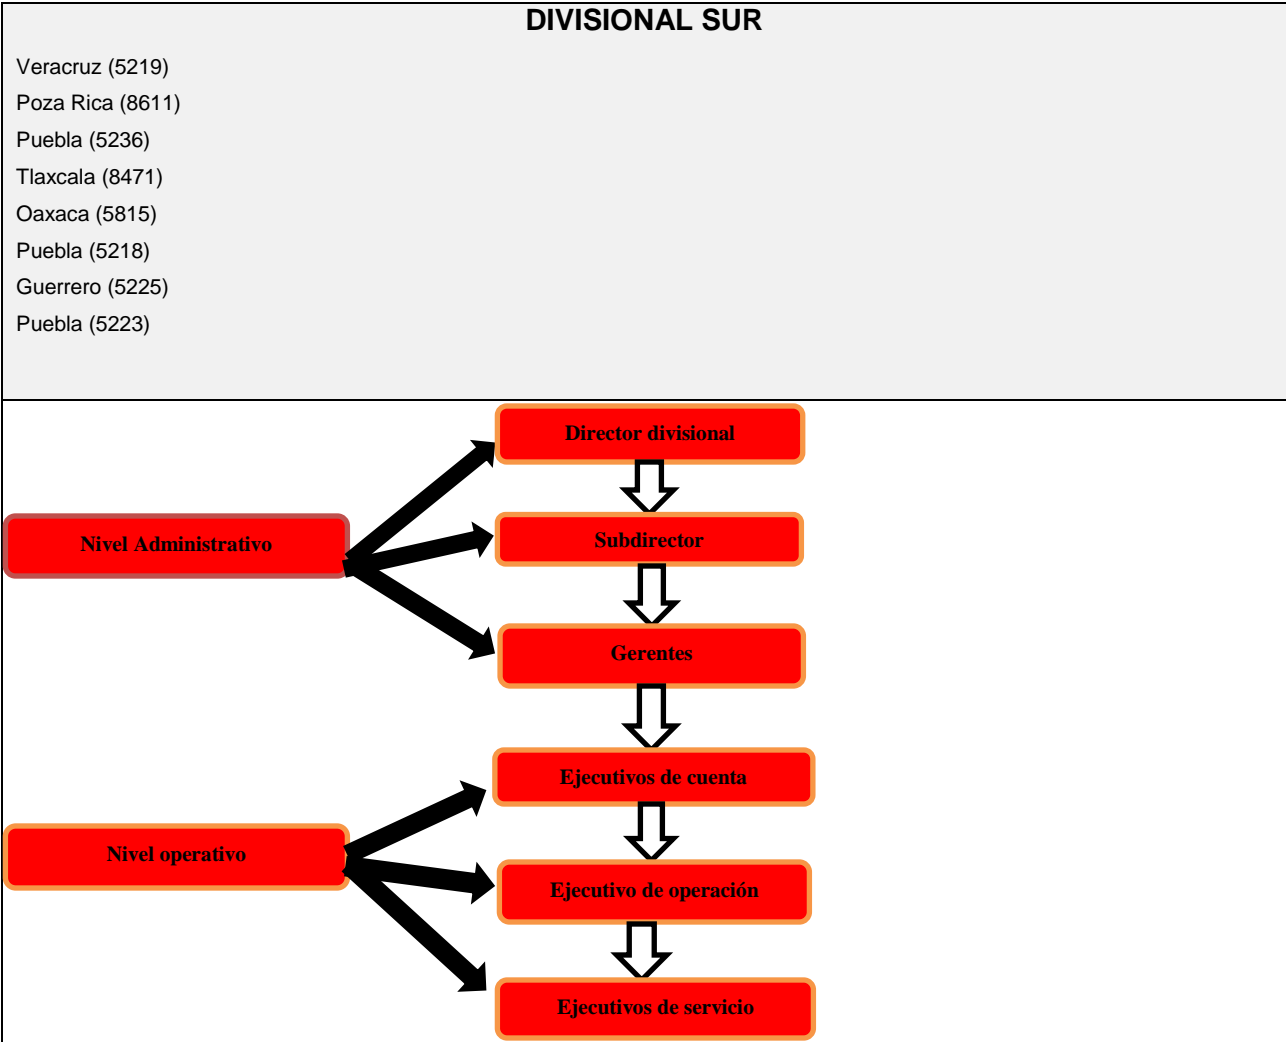 DIVISIONAL SUR
Veracruz (5219)
Poza Rica (8611)
Puebla (5236)
Tlaxcala (8471)
Oaxaca (5815)
Puebla (5218)
Guerrero (5225)
Puebla (5223)
Director divisional
Nivel Administrativo
Subdirector
Gerentes
Ejecutivos de cuenta
Nivel operativo
Ejecutivo de operación
Ejecutivos de servicio